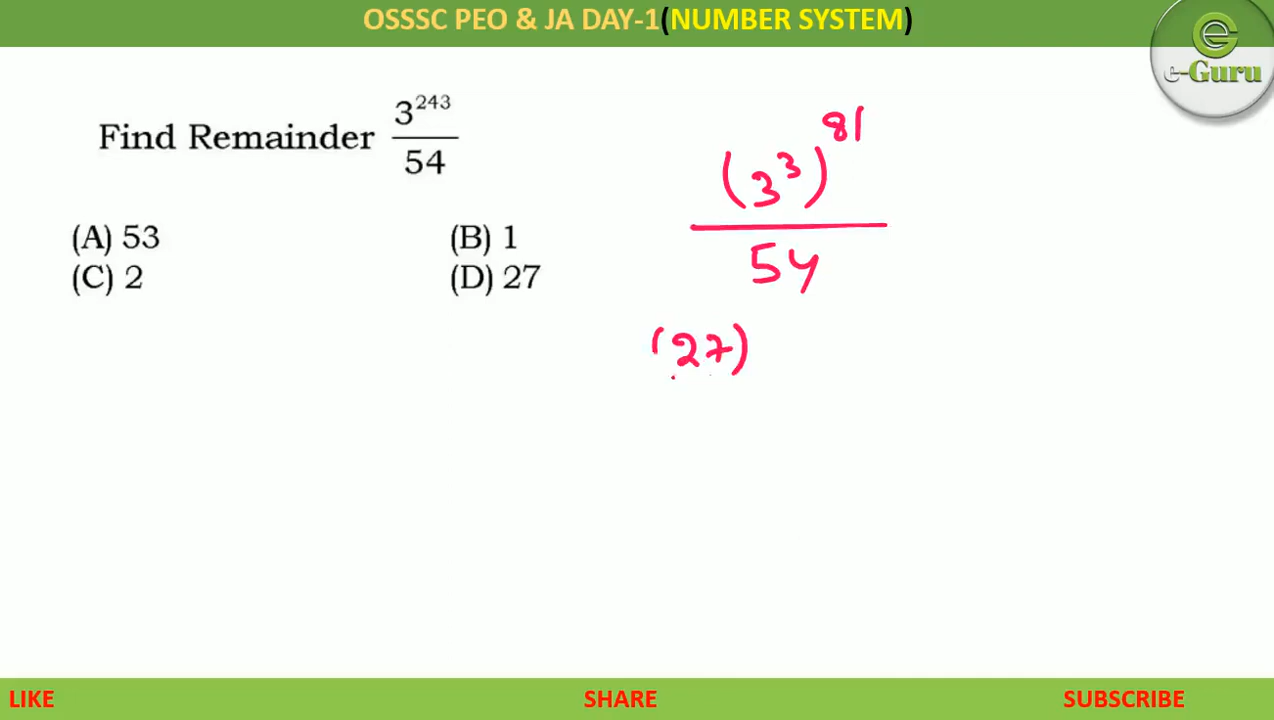 OSSSC PEO & JA DAY-1(NUMBER SYSTEM)
e
e-Guru
Find Remainder 3^243 / 54
(A) 53 (B) 1
(C) 2 (D) 27
(3^3)^81
54
(27)
LIKE SHARE SUBSCRIBE